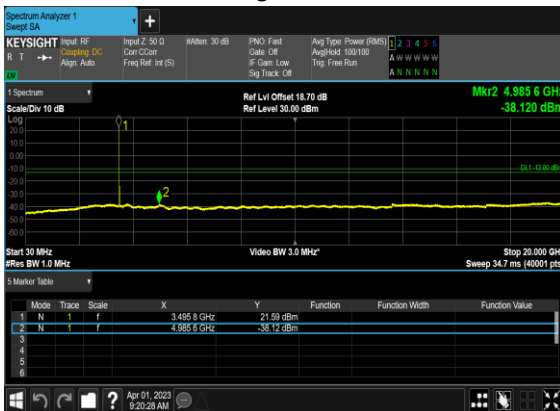 Spectrum Analyzer 1
Swept SA
KEYSIGHT
R T
LV
Input: RF
Coupling: DC
Align: Auto
Input Z: 50 Ω
Corr CCorr
Freq Ref: Int (S)
#Atten: 30 dB
PNO: Fast
Gate: Off
IF Gain: Low
Sig Track: Off
Avg Type: Power (RMS)
Avg|Hold: 100/100
Trig: Free Run
1 2 3 4 5 6
A W W W W W
A N N N N N
1 Spectrum
Scale/Div 10 dB
Ref Lvl Offset 18.70 dB
Ref Level 30.00 dBm
Mkr2 4.985 6 GHz
-38.120 dBm
Log
20.0
10.0
0.00
-10.0
-20.0
-30.0
-40.0
-50.0
-60.0
1
2
DL1 -13.00 dBm
Start 30 MHz
#Res BW 1.0 MHz
Video BW 3.0 MHz*
Stop 20.000 GH
Sweep 34.7 ms (40001 pts
5 Marker Table
Mode Trace Scale X Y Function Function Width Function Value
1 N 1 f 3.495 8 GHz 21.59 dBm
2 N 1 f 4.985 6 GHz -38.12 dBm
3
4
5
6
?
Apr 01, 2023
9:20:28 AM